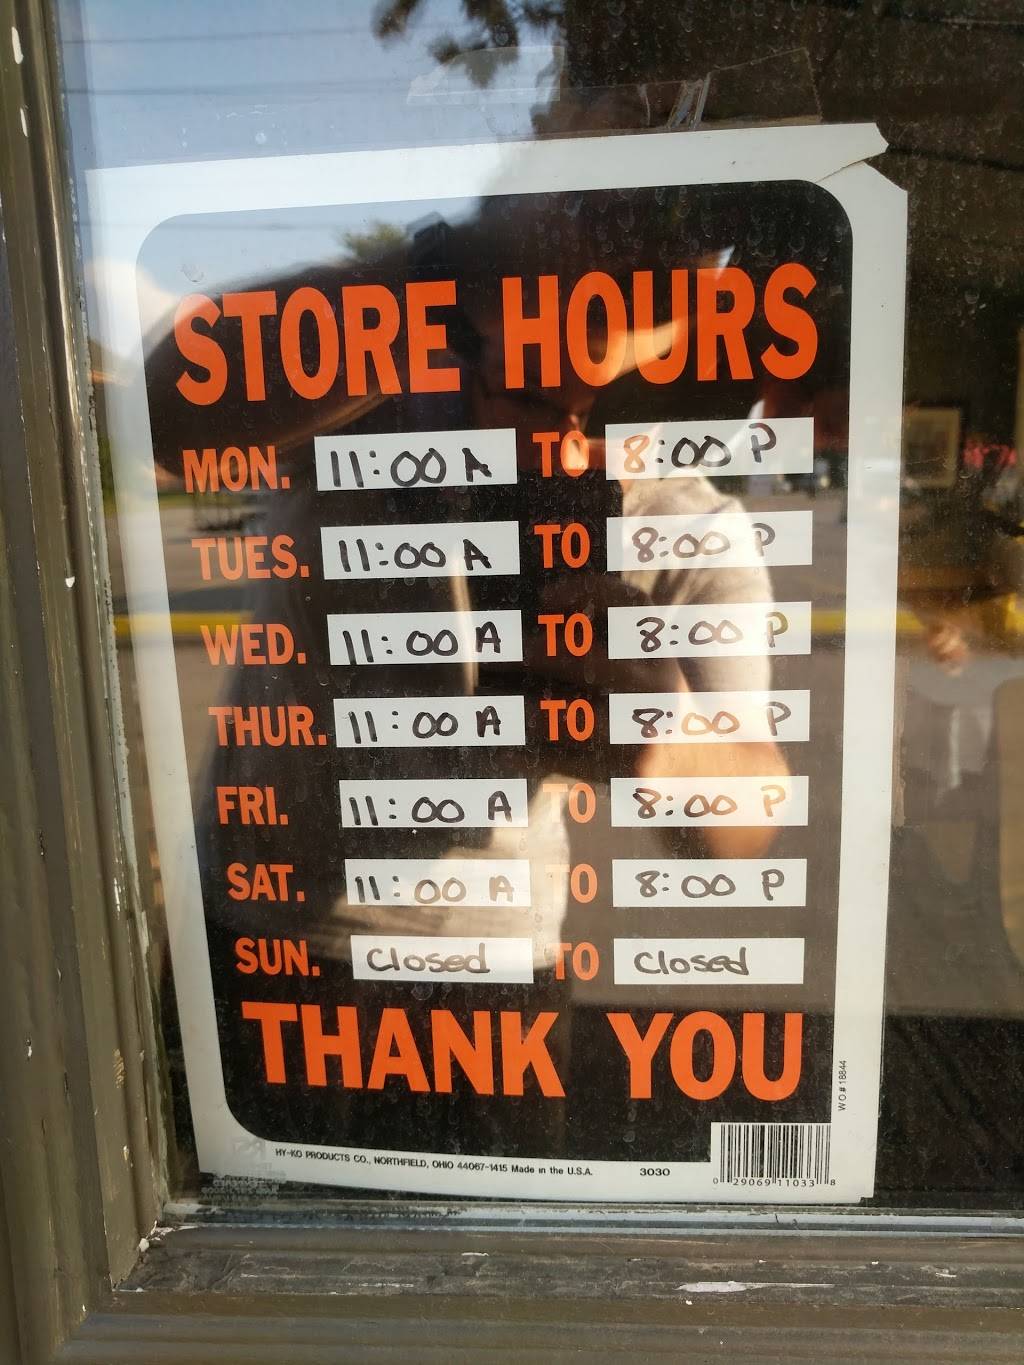 STORE HOURS
MON. 11:00 A TO 8:00 P
TUES. 11:00 A TO 8:00 P
WED. 11:00 A TO 8:00 P
THUR. 11:00 A TO 8:00 P
FRI. 11:00 A TO 8:00 P
SAT. 11:00 A TO 8:00 P
SUN. Closed TO Closed
THANK YOU
W.O.# 18844
HY-KO PRODUCTS CO., NORTHFIELD, OHIO 44067-1415 Made in the U.S.A. 3030
0 29069 11033 8